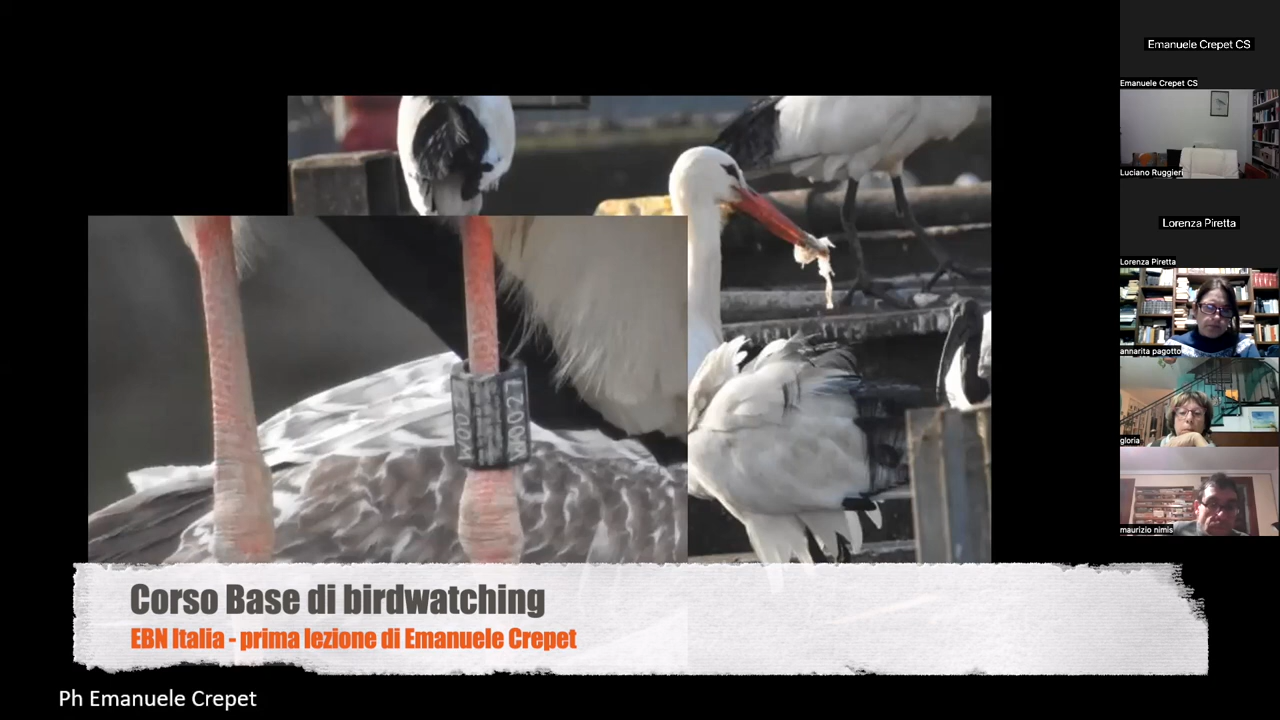 Emanuele Crepet CS
Emanuele Crepet CS
Luciano Ruggieri
Lorenza Piretta
Lorenza Piretta
annarita pagotto
gloria
maurizio nimis
Corso Base di birdwatching
EBN Italia - prima lezione di Emanuele Crepet
Ph Emanuele Crepet